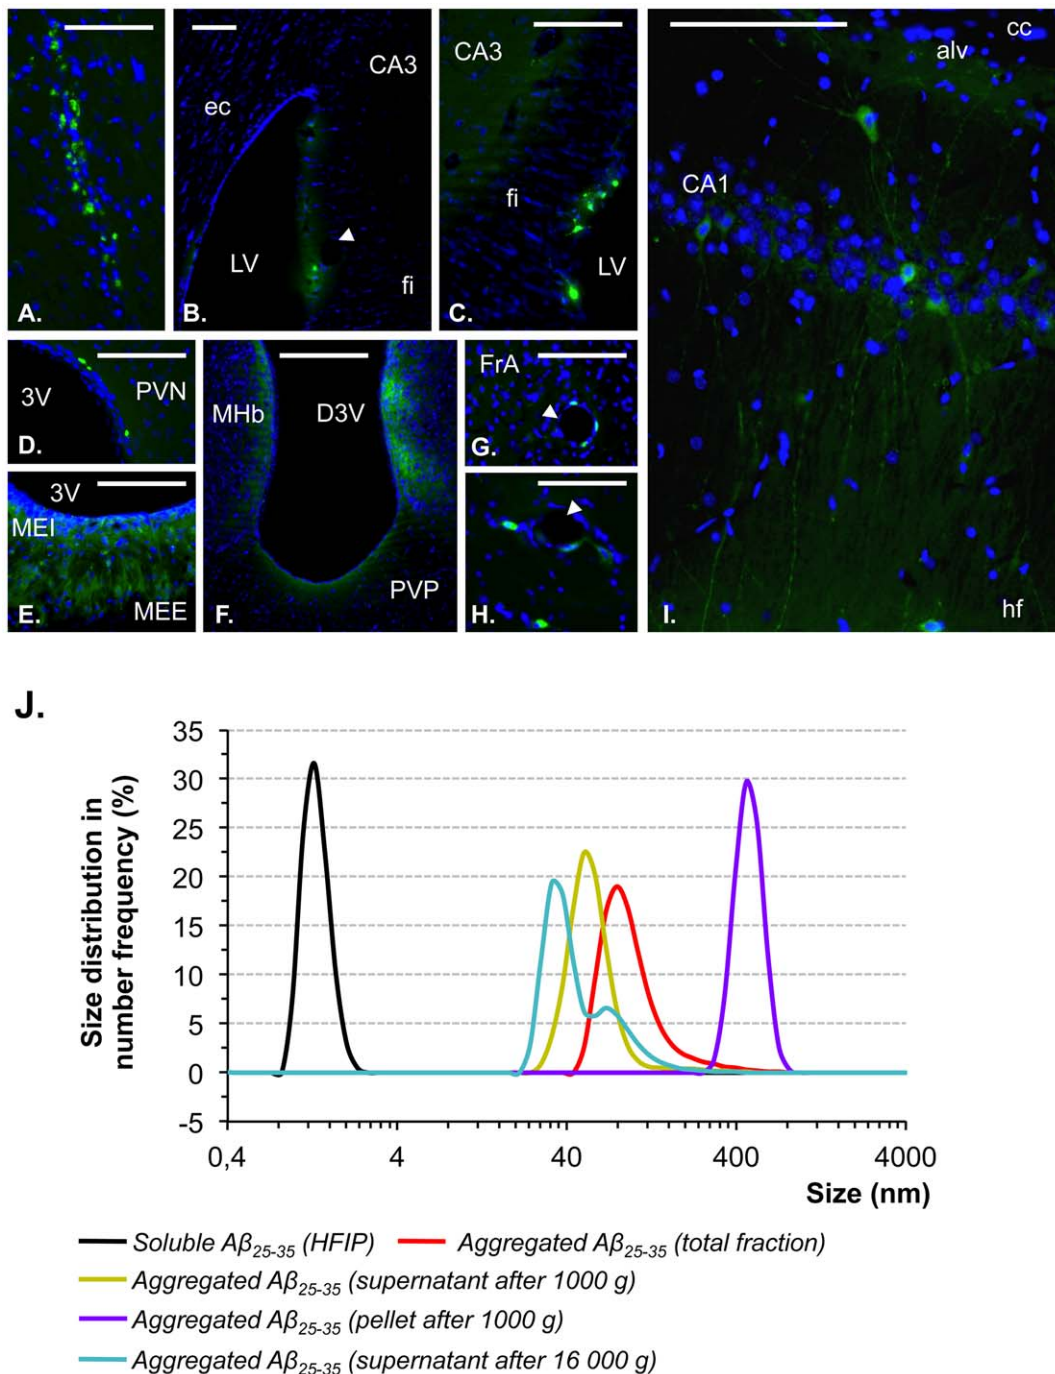 A.
ec
CA3
LV
fi
B.
CA3
fi
LV
C.
cc
alv
CA1
hf
I.
3V
PVN
D.
3V
MEI
MEE
E.
MHb
D3V
PVP
F.
FrA
G.
H.
J.
Size distribution in
number frequency (%)
35
30
25
20
15
10
5
0
-5
0,4 4 40 400 4000
Size (nm)
Soluble Aβ25-35 (HFIP) Aggregated Aβ25-35 (total fraction)
Aggregated Aβ25-35 (supernatant after 1000 g)
Aggregated Aβ25-35 (pellet after 1000 g)
Aggregated Aβ25-35 (supernatant after 16 000 g)